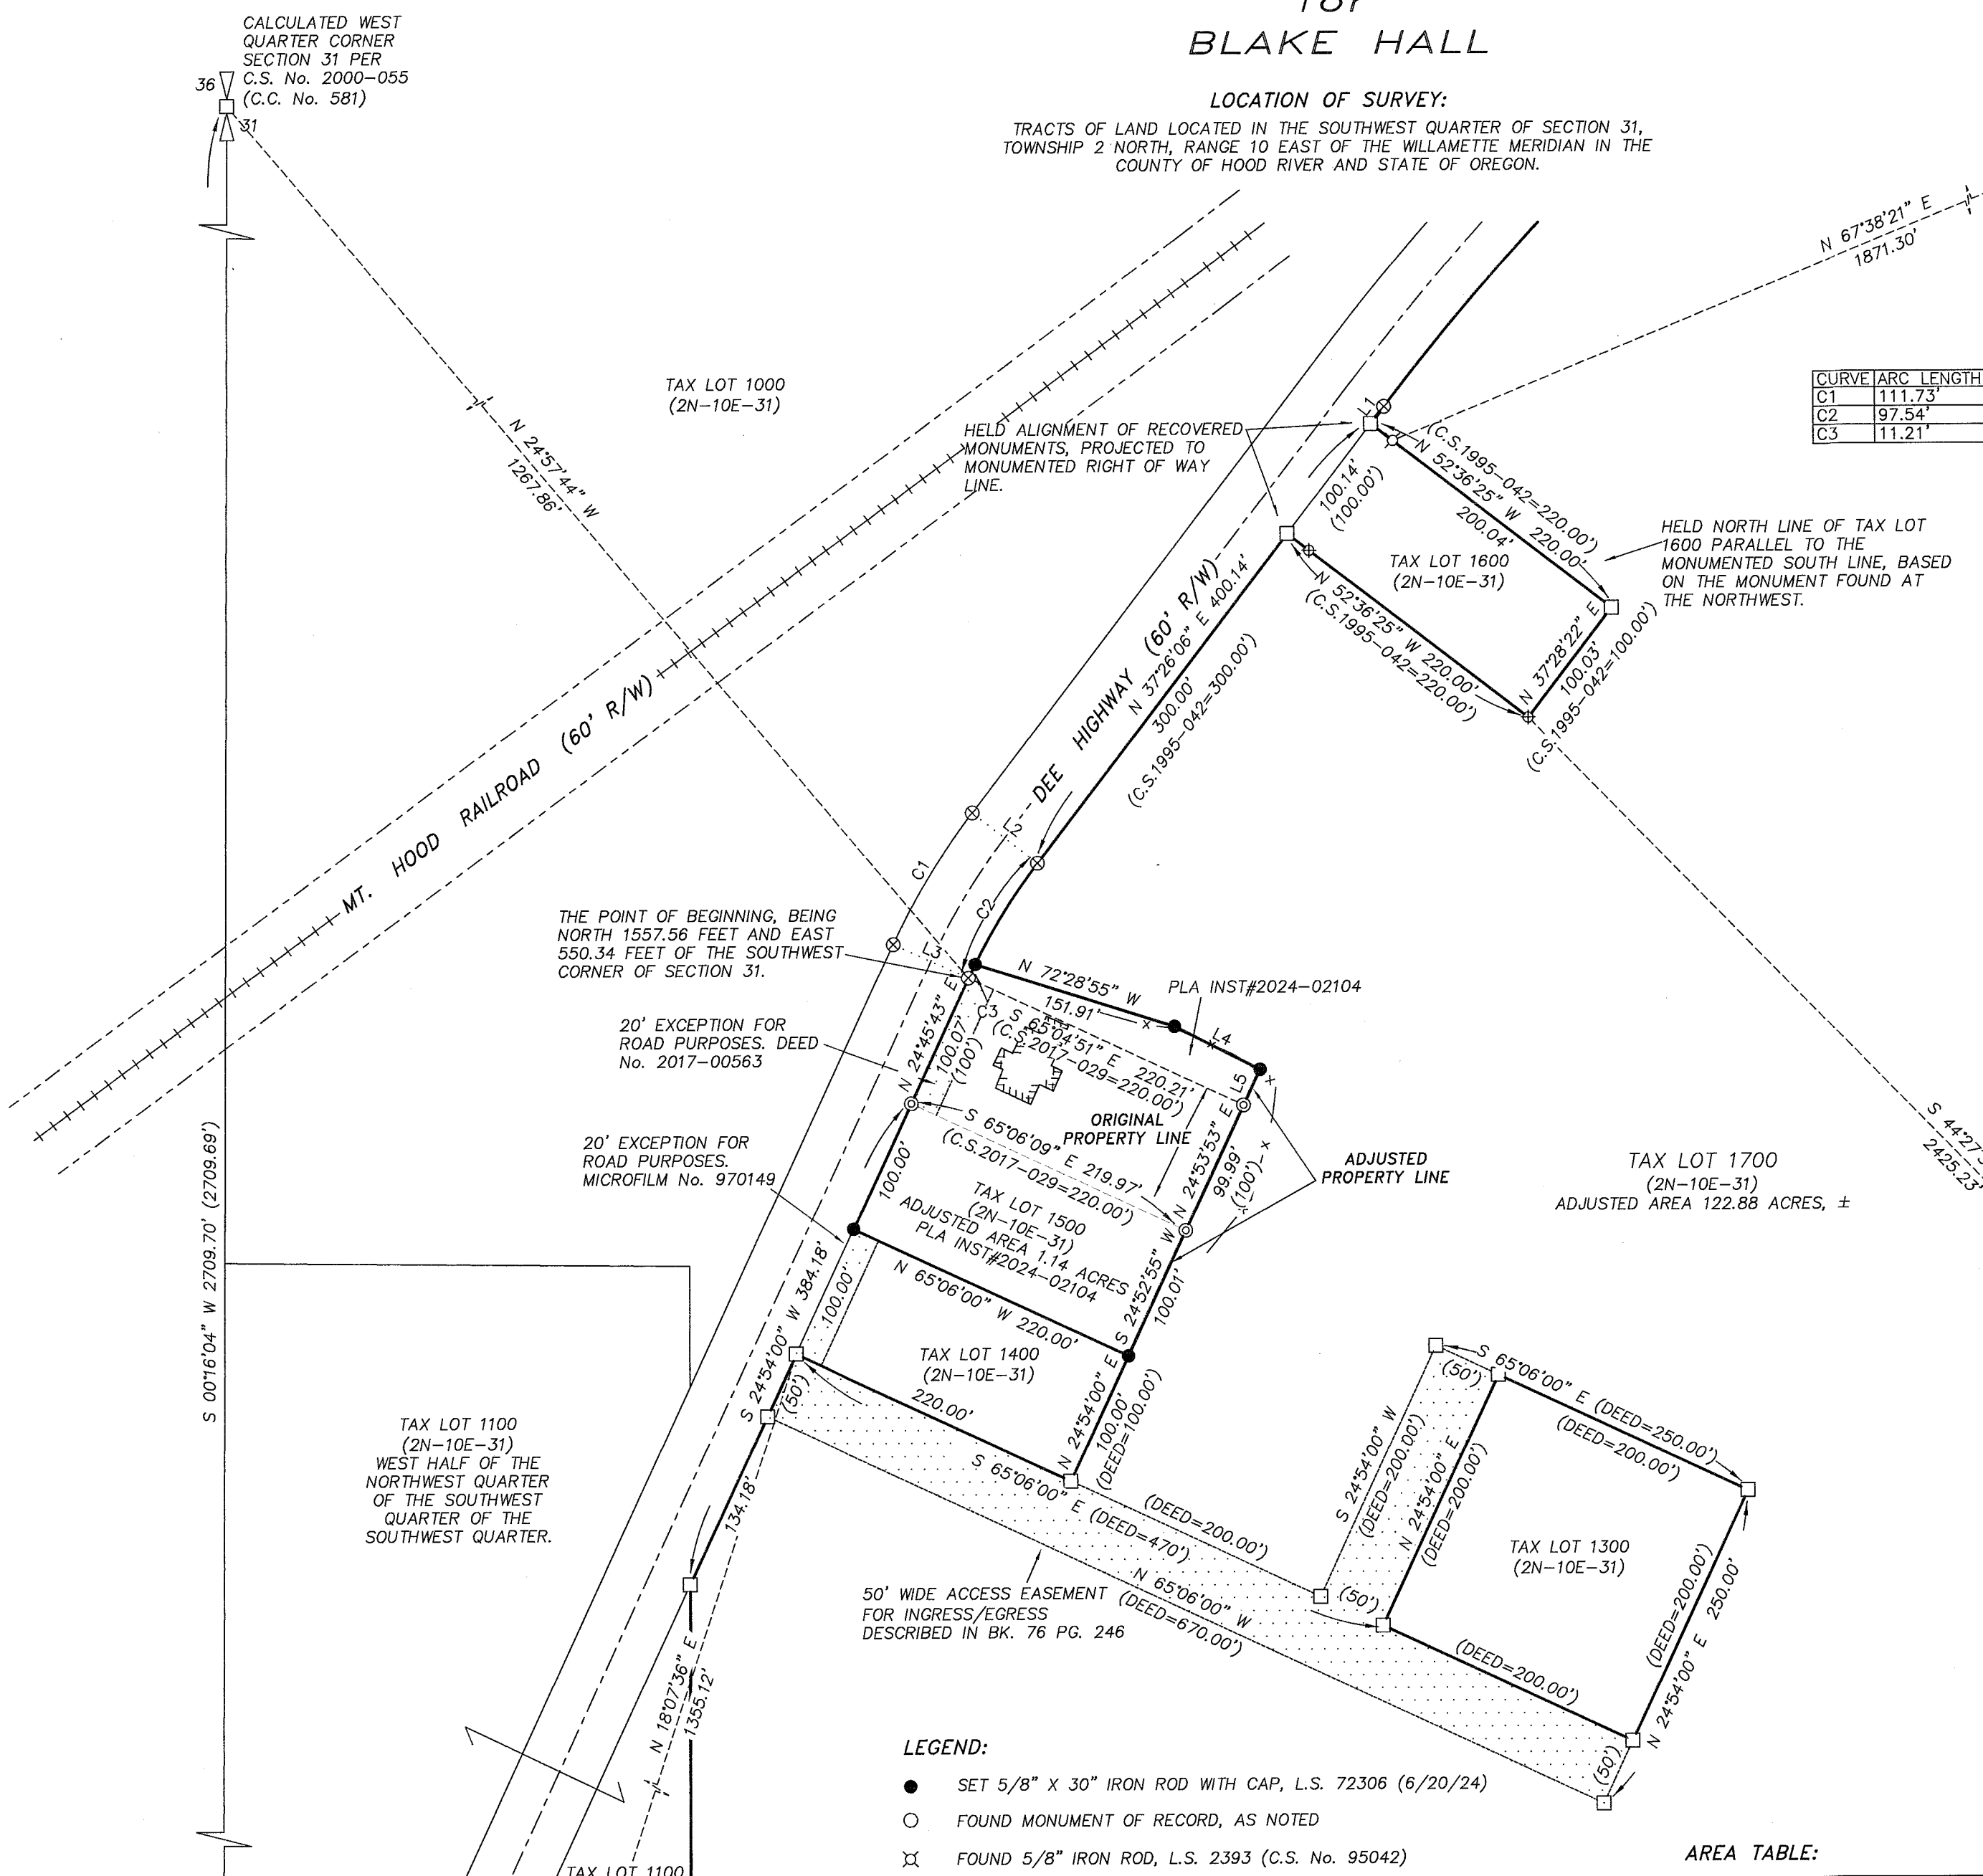 for
BLAKE HALL
LOCATION OF SURVEY:
TRACTS OF LAND LOCATED IN THE SOUTHWEST QUARTER OF SECTION 31,
TOWNSHIP 2 NORTH, RANGE 10 EAST OF THE WILLAMETTE MERIDIAN IN THE
COUNTY OF HOOD RIVER AND STATE OF OREGON.
CALCULATED WEST
QUARTER CORNER
SECTION 31 PER
C.S. No. 2000-055
(C.C. No. 581)
36
31
N 67°38'21" E
1871.30'
TAX LOT 1000
(2N-10E-31)
N 24°57'44" W
1267.86'
CURVE ARC LENGTH
C1 111.73'
C2 97.54'
C3 11.21'
HELD ALIGNMENT OF RECOVERED
MONUMENTS, PROJECTED TO
MONUMENTED RIGHT OF WAY
LINE.
L1
(C.S.1995-042=220.00')
N 52°36'25" W 220.00'
200.04'
100.14'
(100.00')
TAX LOT 1600
(2N-10E-31)
HELD NORTH LINE OF TAX LOT
1600 PARALLEL TO THE
MONUMENTED SOUTH LINE, BASED
ON THE MONUMENT FOUND AT
THE NORTHWEST.
N 52°36'25" W 220.00'
(C.S.1995-042=220.00')
N 37°28'22" E
100.03'
(C.S.1995-042=100.00')
DEE HIGHWAY (60' R/W)
N 37°26'06" E 400.14'
300.00'
(C.S.1995-042=300.00')
MT. HOOD RAILROAD (60' R/W)
L2
C1
C2
L3
THE POINT OF BEGINNING, BEING
NORTH 1557.56 FEET AND EAST
550.34 FEET OF THE SOUTHWEST
CORNER OF SECTION 31.
N 72°28'55" W
151.91'
PLA INST#2024-02104
L4
L5
C3
S 65°04'51" E 220.21'
(C.S.2017-029=220.00')
20' EXCEPTION FOR
ROAD PURPOSES. DEED
No. 2017-00563
N 24°45'43" E
100.07'
(100')
ORIGINAL
PROPERTY LINE
S 65°06'09" E 219.97'
(C.S.2017-029=220.00')
N 24°53'53" E
99.99'
(100')
ADJUSTED
PROPERTY LINE
20' EXCEPTION FOR
ROAD PURPOSES.
MICROFILM No. 970149
100.00'
TAX LOT 1500
(2N-10E-31)
ADJUSTED AREA 1.14 ACRES
PLA INST#2024-02104
S 24°52'55" W
100.01'
TAX LOT 1700
(2N-10E-31)
ADJUSTED AREA 122.88 ACRES, ±
S 44°27'
2425.23'
S 00°16'04" W 2709.70' (2709.69')
N 65°06'00" W 220.00'
S 24°54'00" W 384.18'
100.00'
TAX LOT 1400
(2N-10E-31)
220.00'
N 24°54'00" E
100.00'
(DEED=100.00')
(50')
134.18'
TAX LOT 1100
(2N-10E-31)
WEST HALF OF THE
NORTHWEST QUARTER
OF THE SOUTHWEST
QUARTER OF THE
SOUTHWEST QUARTER.
S 65°06'00" E (DEED=470')
(DEED=200.00')
N 65°06'00" W
(DEED=670.00')
50' WIDE ACCESS EASEMENT
FOR INGRESS/EGRESS
DESCRIBED IN BK. 76 PG. 246
S 65°06'00" E (DEED=250.00')
(50')
(DEED=200.00')
S 24°54'00" W
(DEED=200.00')
N 24°54'00" E
(DEED=200.00')
TAX LOT 1300
(2N-10E-31)
(50')
(DEED=200.00')
(DEED=200.00')
N 24°54'00" E 250.00'
(50')
N 18°07'36" E
1355.12'
TAX LOT 1100
LEGEND:
SET 5/8" X 30" IRON ROD WITH CAP, L.S. 72306 (6/20/24)
FOUND MONUMENT OF RECORD, AS NOTED
FOUND 5/8" IRON ROD, L.S. 2393 (C.S. No. 95042)
AREA TABLE: